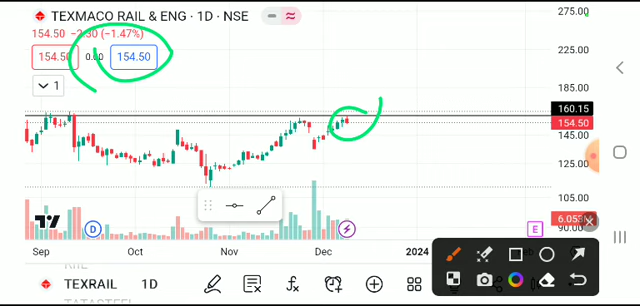 TEXMACO RAIL & ENG · 1D · NSE
154.50 −2.30 (−1.47%)
154.50 0.00 154.50
1
275.00
225.00
185.00
160.15
154.50
145.00
125.00
105.00
6.055M
90.00
D
E
Sep Oct Nov Dec 2024
TEXRAIL 1D
TATASTEEL